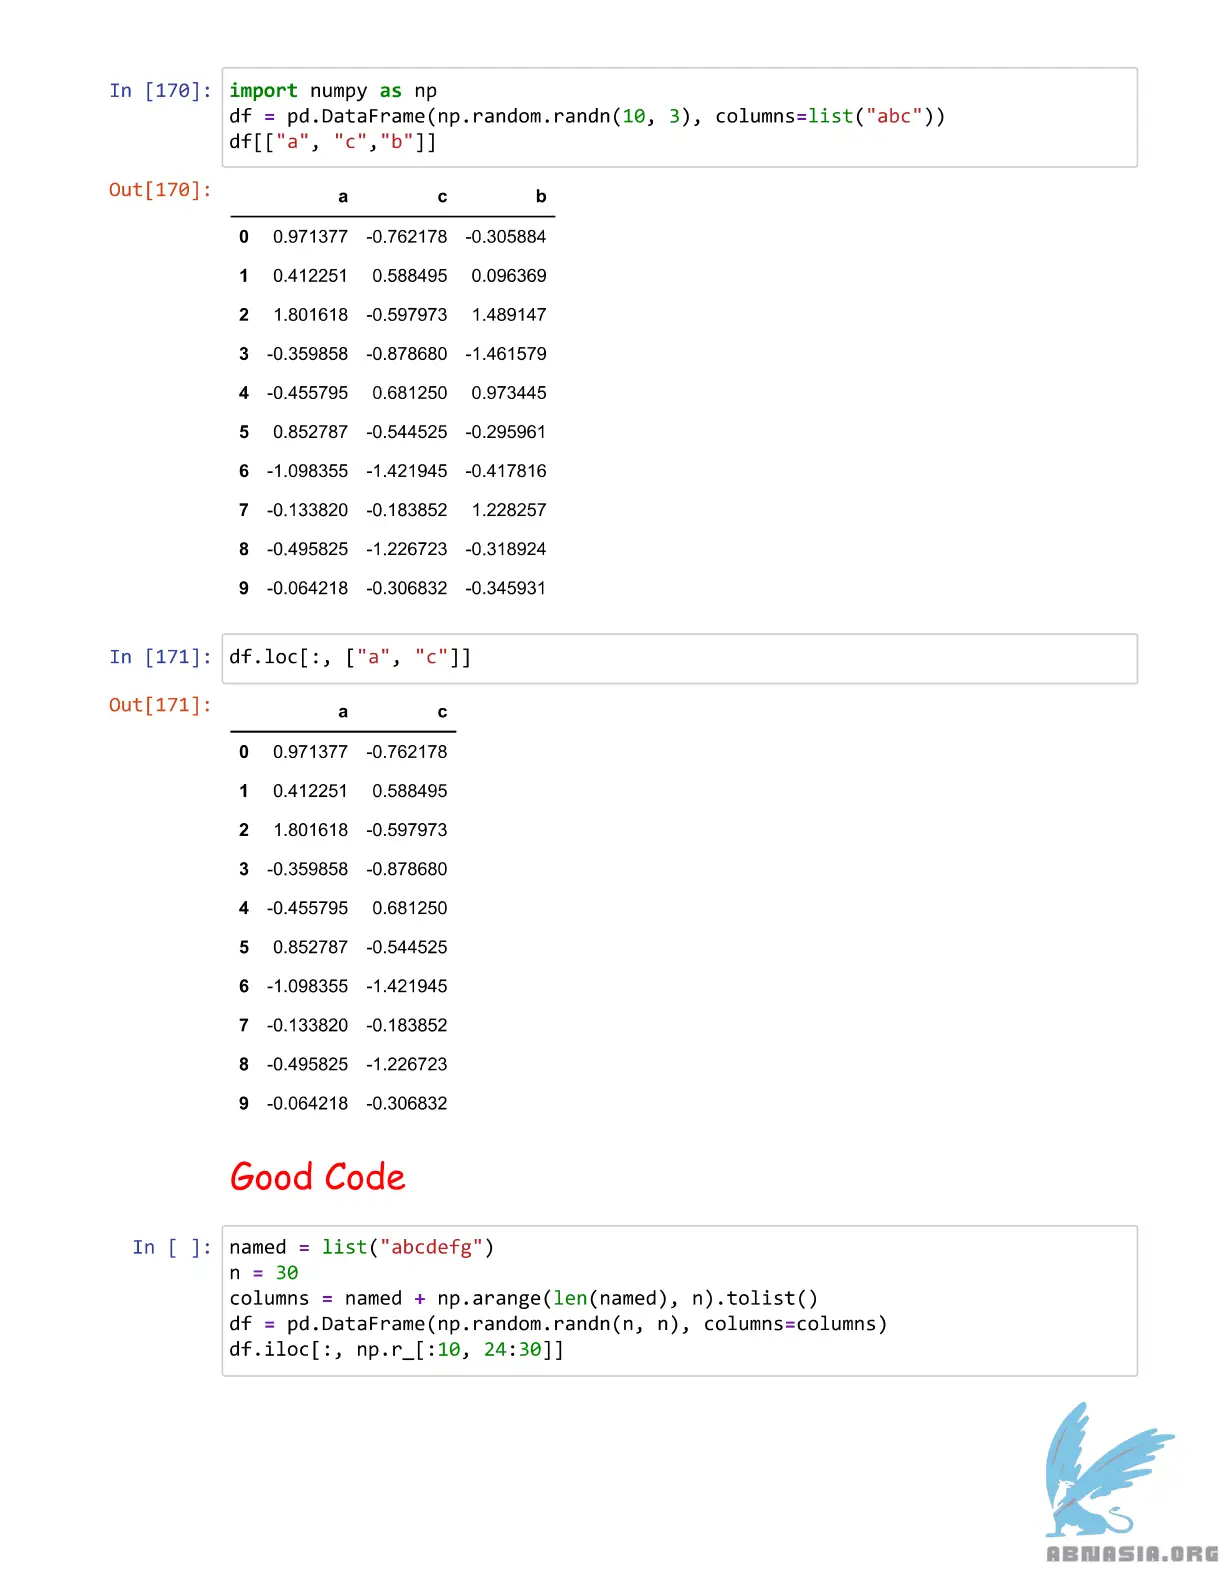 In [170]: import numpy as np
df = pd.DataFrame(np.random.randn(10, 3), columns=list("abc"))
df[["a", "c","b"]]
Out[170]:
a c b
0 0.971377 -0.762178 -0.305884
1 0.412251 0.588495 0.096369
2 1.801618 -0.597973 1.489147
3 -0.359858 -0.878680 -1.461579
4 -0.455795 0.681250 0.973445
5 0.852787 -0.544525 -0.295961
6 -1.098355 -1.421945 -0.417816
7 -0.133820 -0.183852 1.228257
8 -0.495825 -1.226723 -0.318924
9 -0.064218 -0.306832 -0.345931
In [171]: df.loc[:, ["a", "c"]]
Out[171]:
a c
0 0.971377 -0.762178
1 0.412251 0.588495
2 1.801618 -0.597973
3 -0.359858 -0.878680
4 -0.455795 0.681250
5 0.852787 -0.544525
6 -1.098355 -1.421945
7 -0.133820 -0.183852
8 -0.495825 -1.226723
9 -0.064218 -0.306832
Good Code
In [ ]: named = list("abcdefg")
n = 30
columns = named + np.arange(len(named), n).tolist()
df = pd.DataFrame(np.random.randn(n, n), columns=columns)
df.iloc[:, np.r_[:10, 24:30]]
ABNASIA.ORG